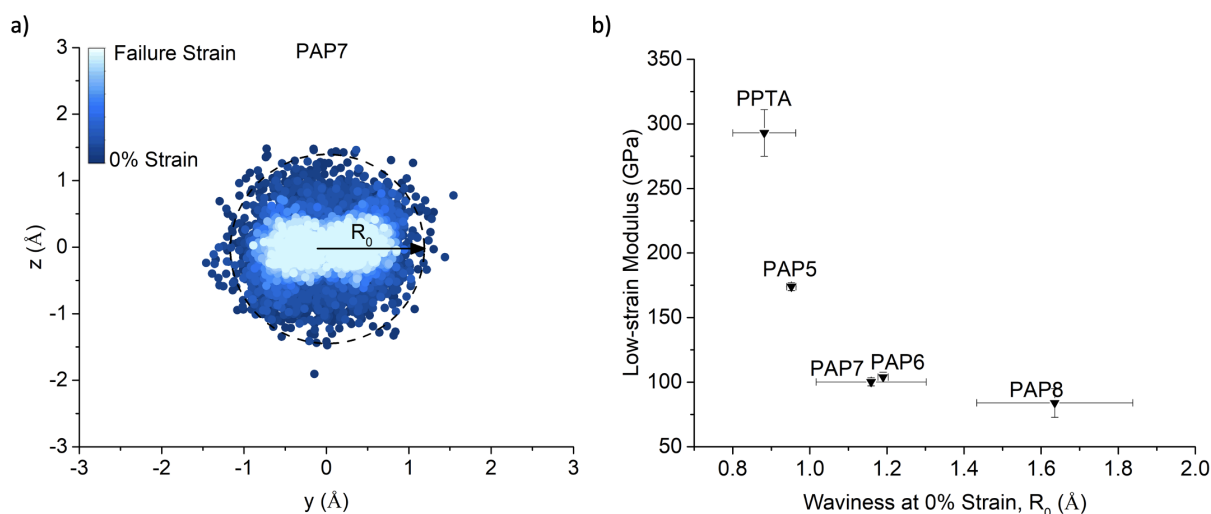 a)
PAP7
Failure Strain
0% Strain
R₀
3
2
1
0
-1
-2
-3
z (Å)
-3
-2
-1
0
1
2
3
y (Å)
b)
PPTA
PAP5
PAP7
PAP6
PAP8
350
300
250
200
150
100
50
Low-strain Modulus (GPa)
0.8
1.0
1.2
1.4
1.6
1.8
2.0
Waviness at 0% Strain, R₀ (Å)